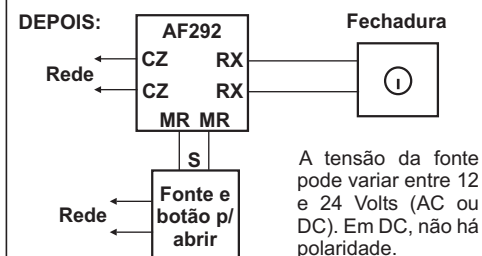 DEPOIS:
AF292
Fechadura
CZ
RX
Rede
CZ
RX
MR MR
S
Fonte e
botão p/
abrir
Rede
A tensão da fonte
pode variar entre 12
e 24 Volts (AC ou
DC). Em DC, não há
polaridade.